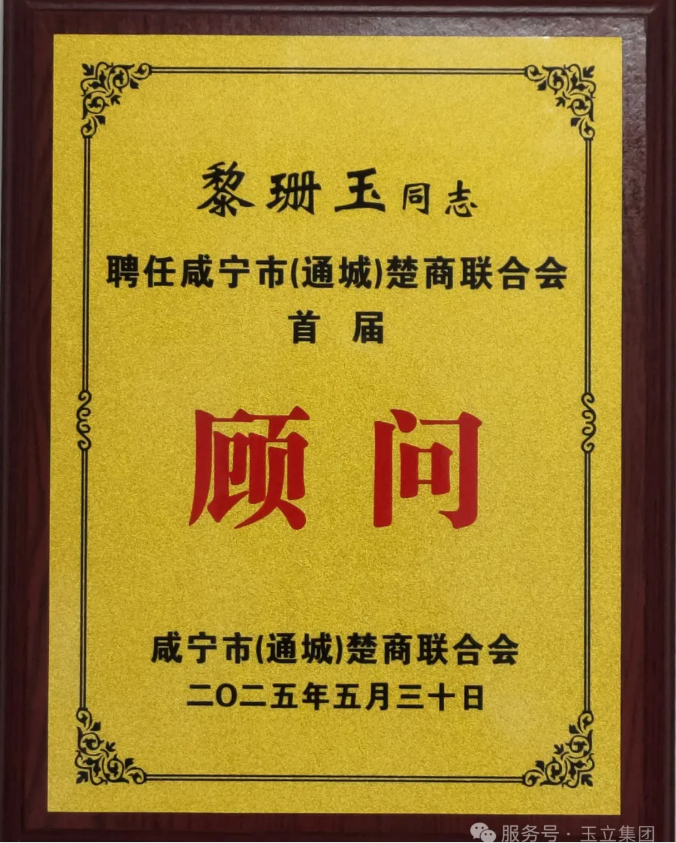 黎珊玉同志
聘任咸宁市(通城)楚商联合会
首 届
顾 问
咸宁市(通城)楚商联合会
二〇二五年五月三十日
服务号·玉立集团